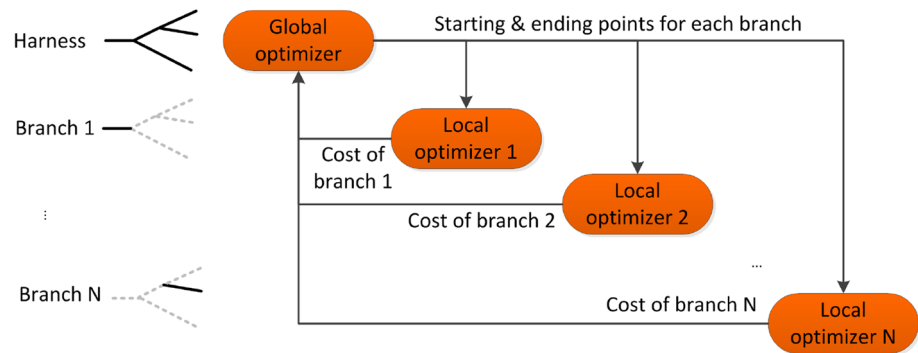 Harness
Global
optimizer
Starting & ending points for each branch
Branch 1
Local
optimizer 1
Cost of
branch 1
Local
optimizer 2
Cost of branch 2
...
...
Branch N
Cost of branch N
Local
optimizer N